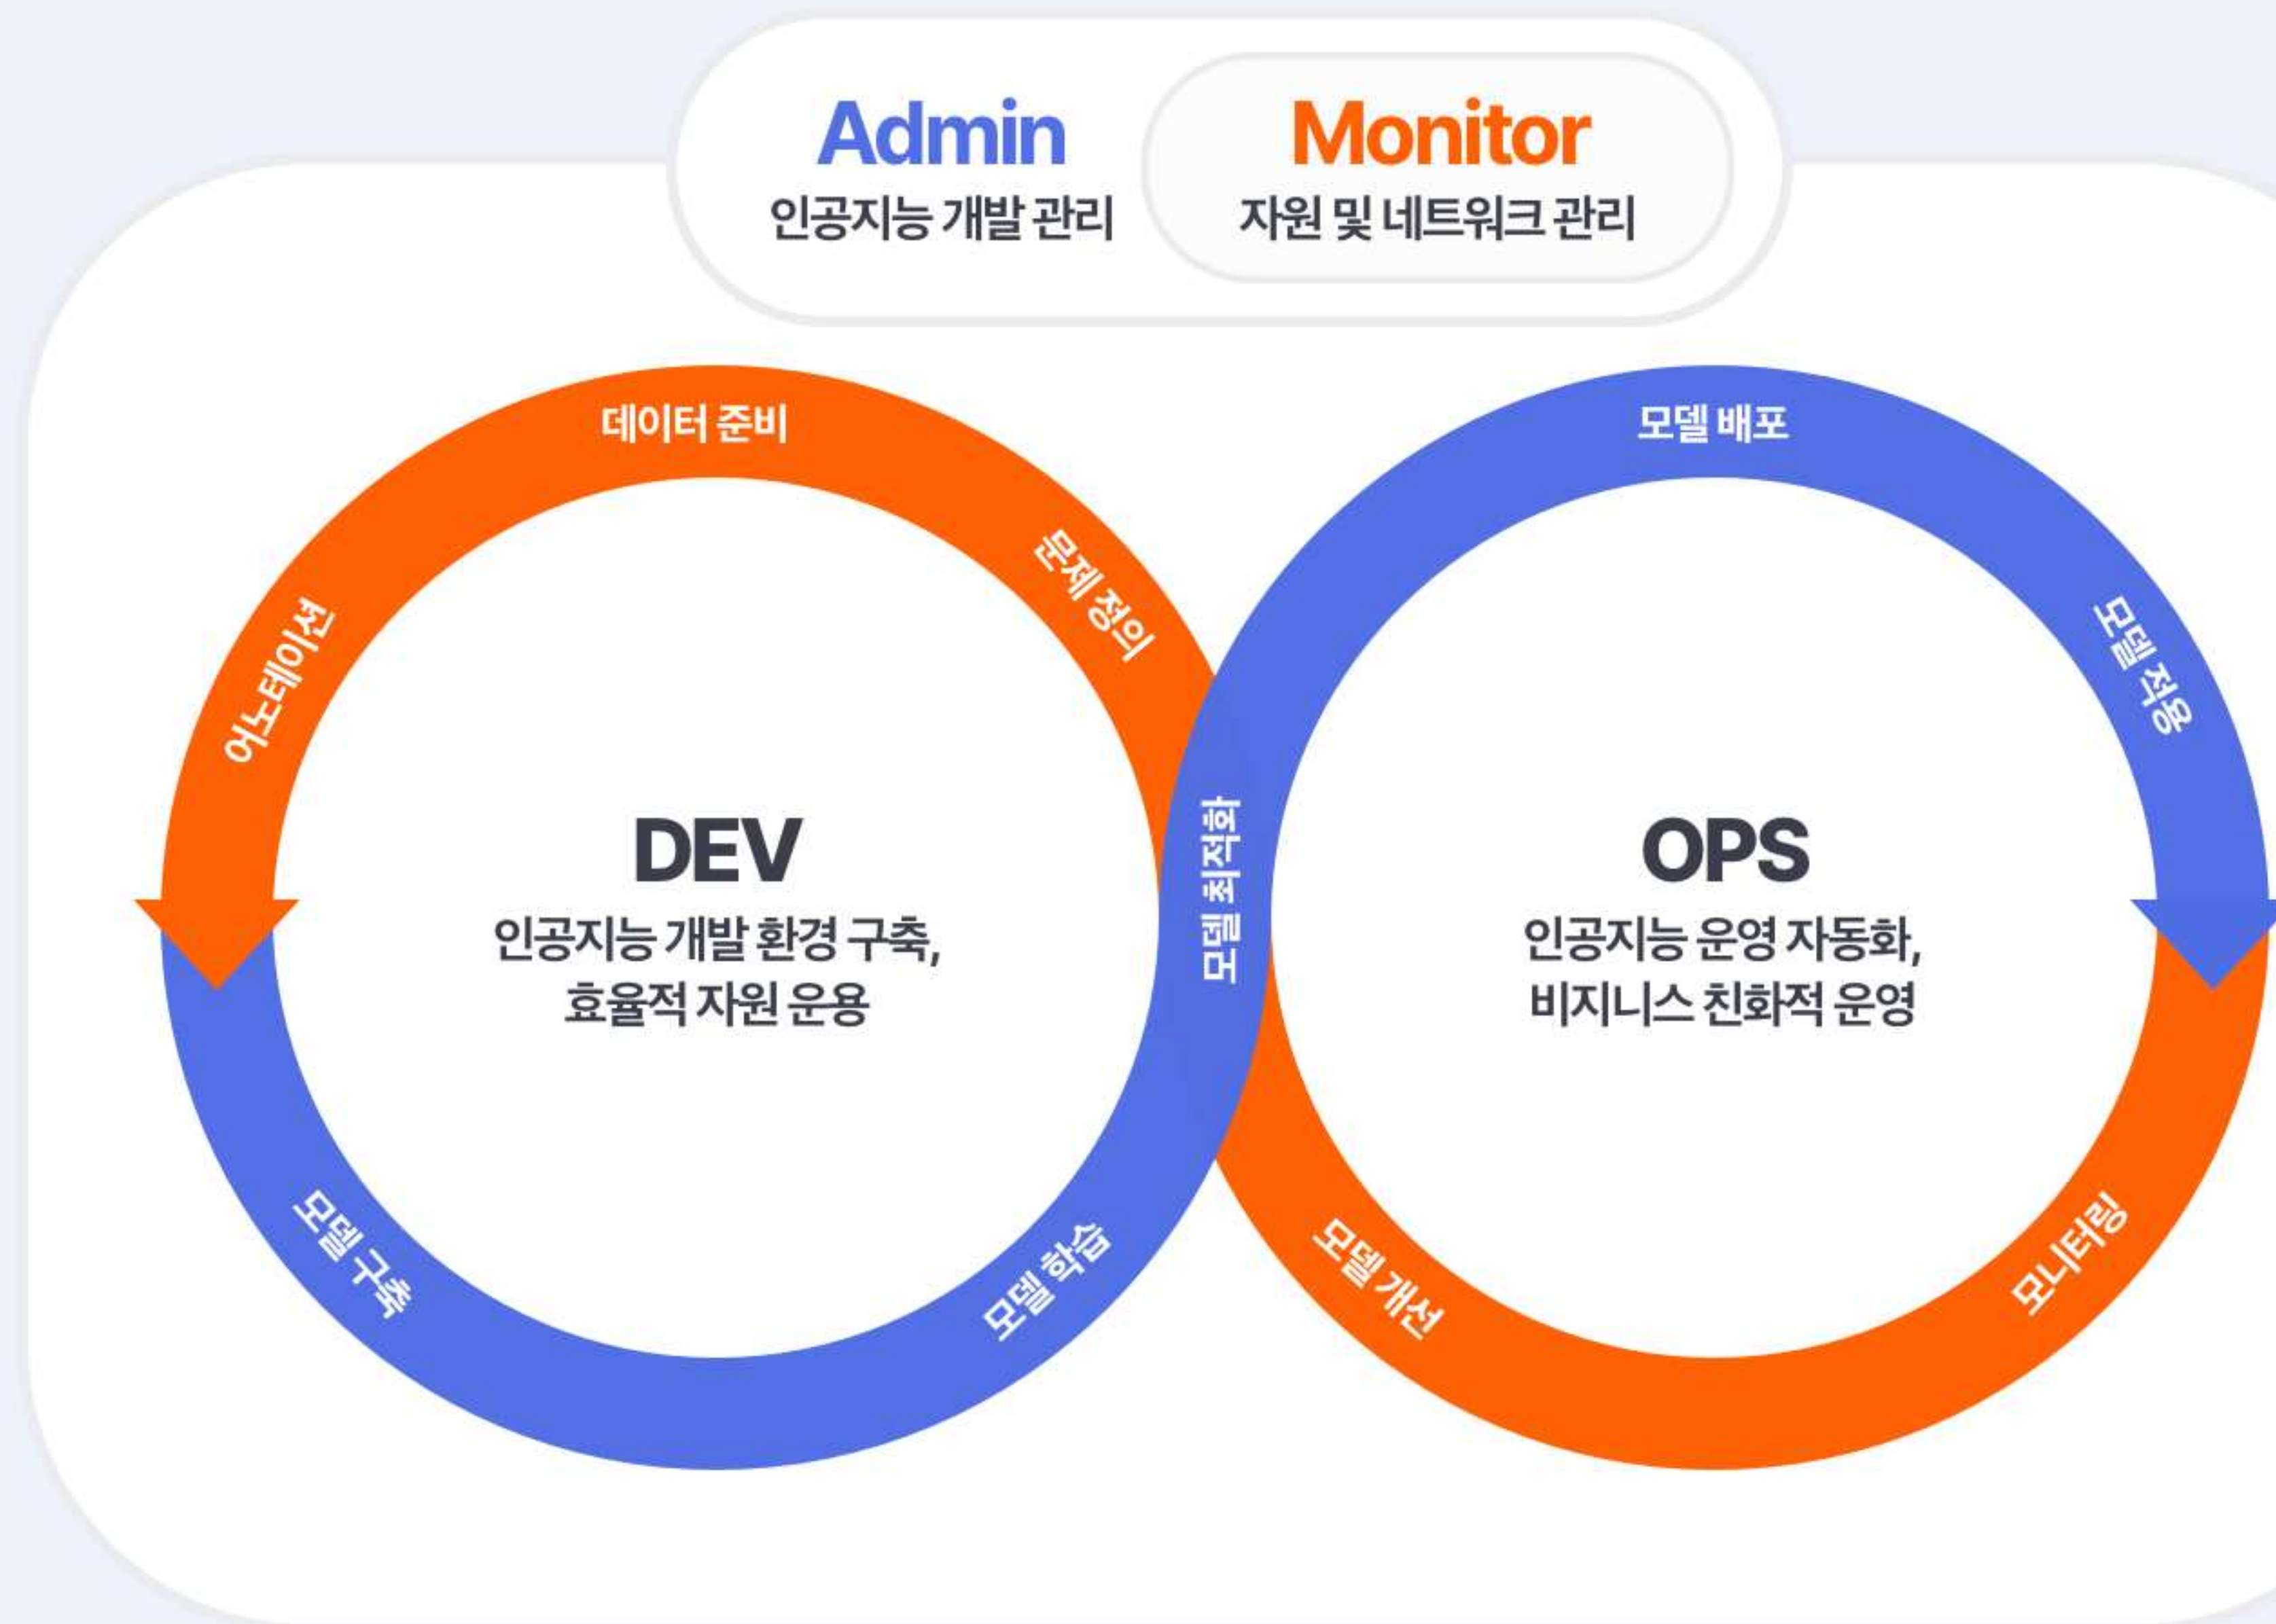 Admin
인공지능 개발 관리
Monitor
자원 및 네트워크 관리
데이터 준비
문제 정의
어노테이션
DEV
인공지능 개발 환경 구축,
효율적 자원 운용
모델 구축
모델 학습
모델 최적화
모델 배포
모델 적용
OPS
인공지능 운영 자동화,
비지니스 친화적 운영
모니터링
모델 개선